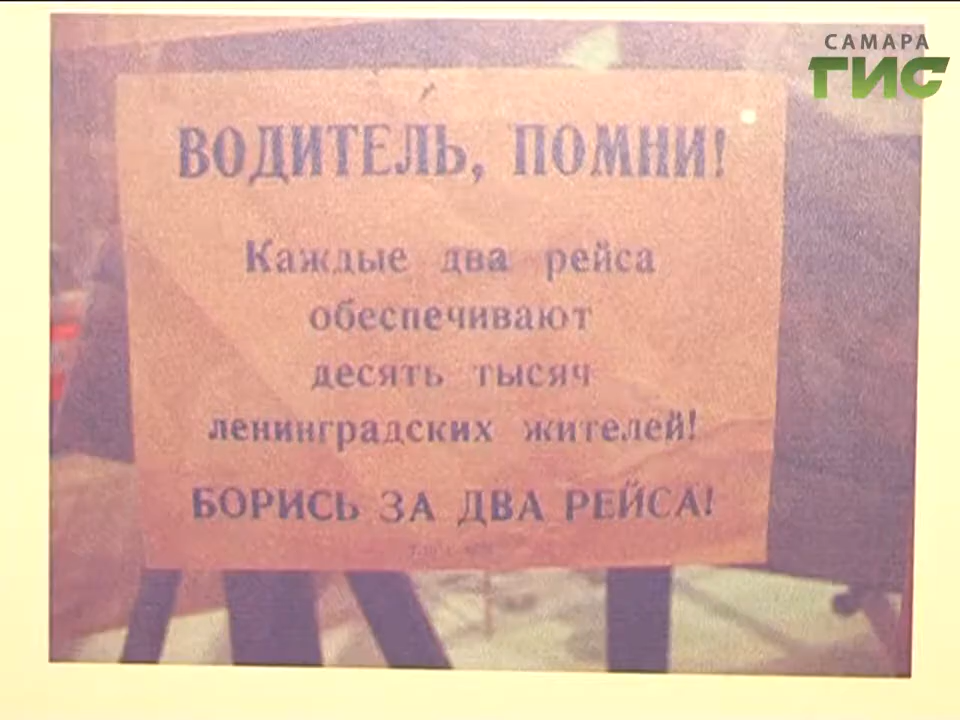 САМАРА
ГИС
ВОДИТЕЛЬ, ПОМНИ!
Каждые два рейса
обеспечивают
десять тысяч
ленинградских жителей!
БОРИСЬ ЗА ДВА РЕЙСА!